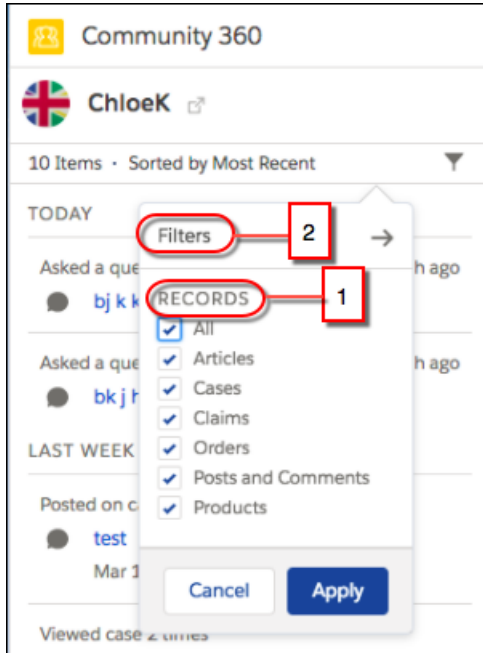 Community 360
ChloeK
10 Items · Sorted by Most Recent
TODAY
Filters
2
Asked a que
h ago
bj k k
RECORDS
1
All
Articles
Asked a que
h ago
bk j h
Cases
Claims
Orders
LAST WEEK
Posts and Comments
Products
Posted on c
test
Mar 1
Cancel
Apply
Viewed case 2 times